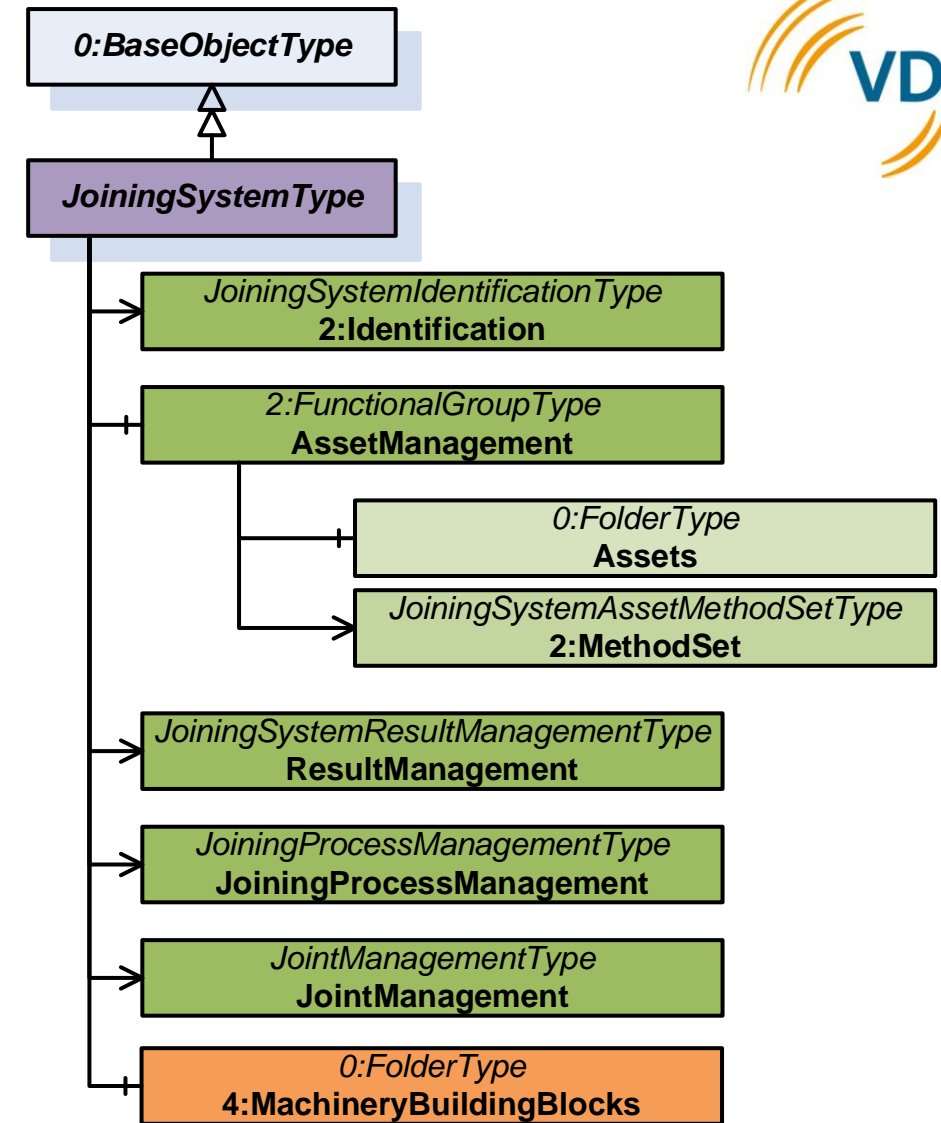 0:BaseObjectType
VD
JoiningSystemType
JoiningSystemIdentificationType
2:Identification
2:FunctionalGroupType
AssetManagement
0:FolderType
Assets
JoiningSystemAssetMethodSetType
2:MethodSet
JoiningSystemResultManagementType
ResultManagement
JoiningProcessManagementType
JoiningProcessManagement
JointManagementType
JointManagement
0:FolderType
4:MachineryBuildingBlocks